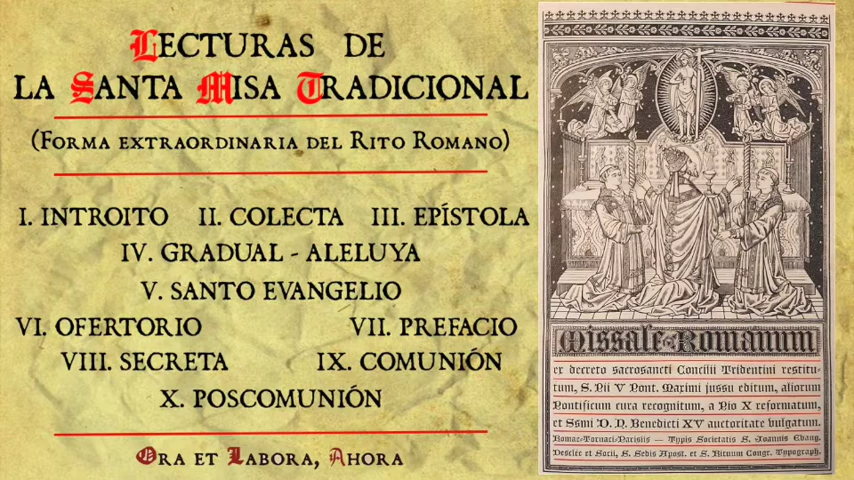 LECTURAS DE
LA SANTA MISA TRADICIONAL
(FORMA EXTRAORDINARIA DEL RITO ROMANO)
I. INTROITO II. COLECTA III. EPÍSTOLA
IV. GRADUAL - ALELUYA
V. SANTO EVANGELIO
VI. OFERTORIO VII. PREFACIO
VIII. SECRETA IX. COMUNIÓN
X. POSCOMUNIÓN
ORA ET LABORA, AHORA
Missale Romanum
ex decreto sacrosancti Concilii Tridentini restitu-
tum, S. Pii V Pont. Maximi jussu editum, aliorum
Pontificum cura recognitum, a Pio X reformatum,
et Ssmi D. N. Benedicti XV auctoritate vulgatum.
Romae-Tornaci-Parisiis — Typis Societatis S. Joannis Evang.
Desclée et Socii, S. Sedis Apost. et S. Rituum Congr. Typograph.